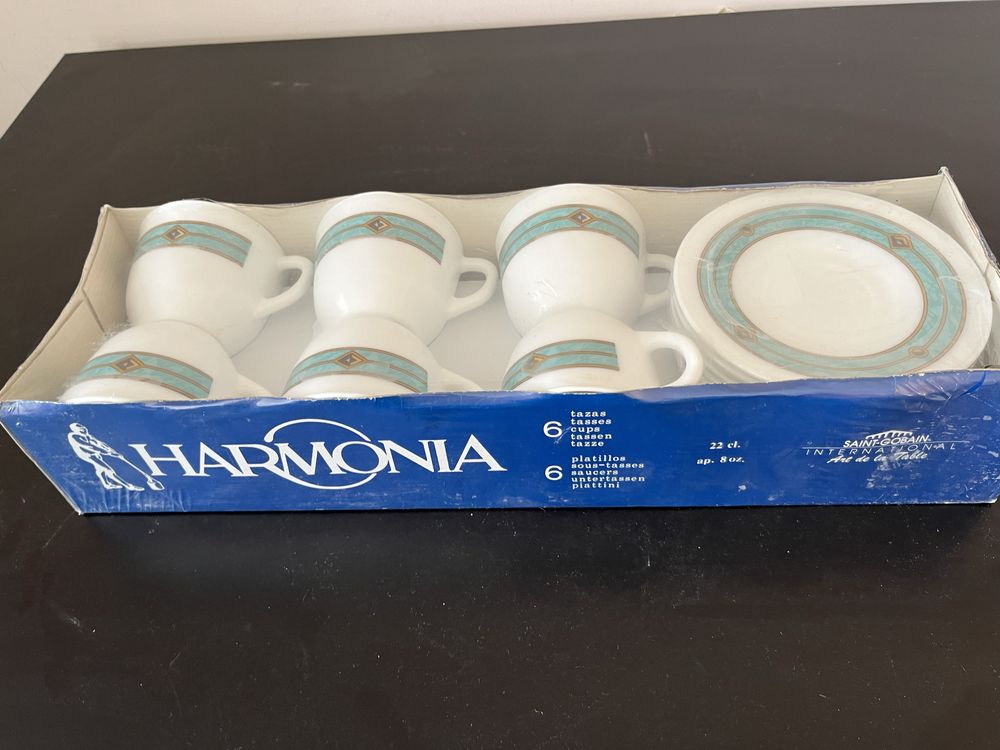 HARMONIA
6
tazas
tasses
cups
tassen
tazze
6
platillos
sous-tasses
saucers
untertassen
piattini
22 cl.
ap. 8 oz.
SAINT-GOBAIN
INTERNATIONAL
Art de la Table